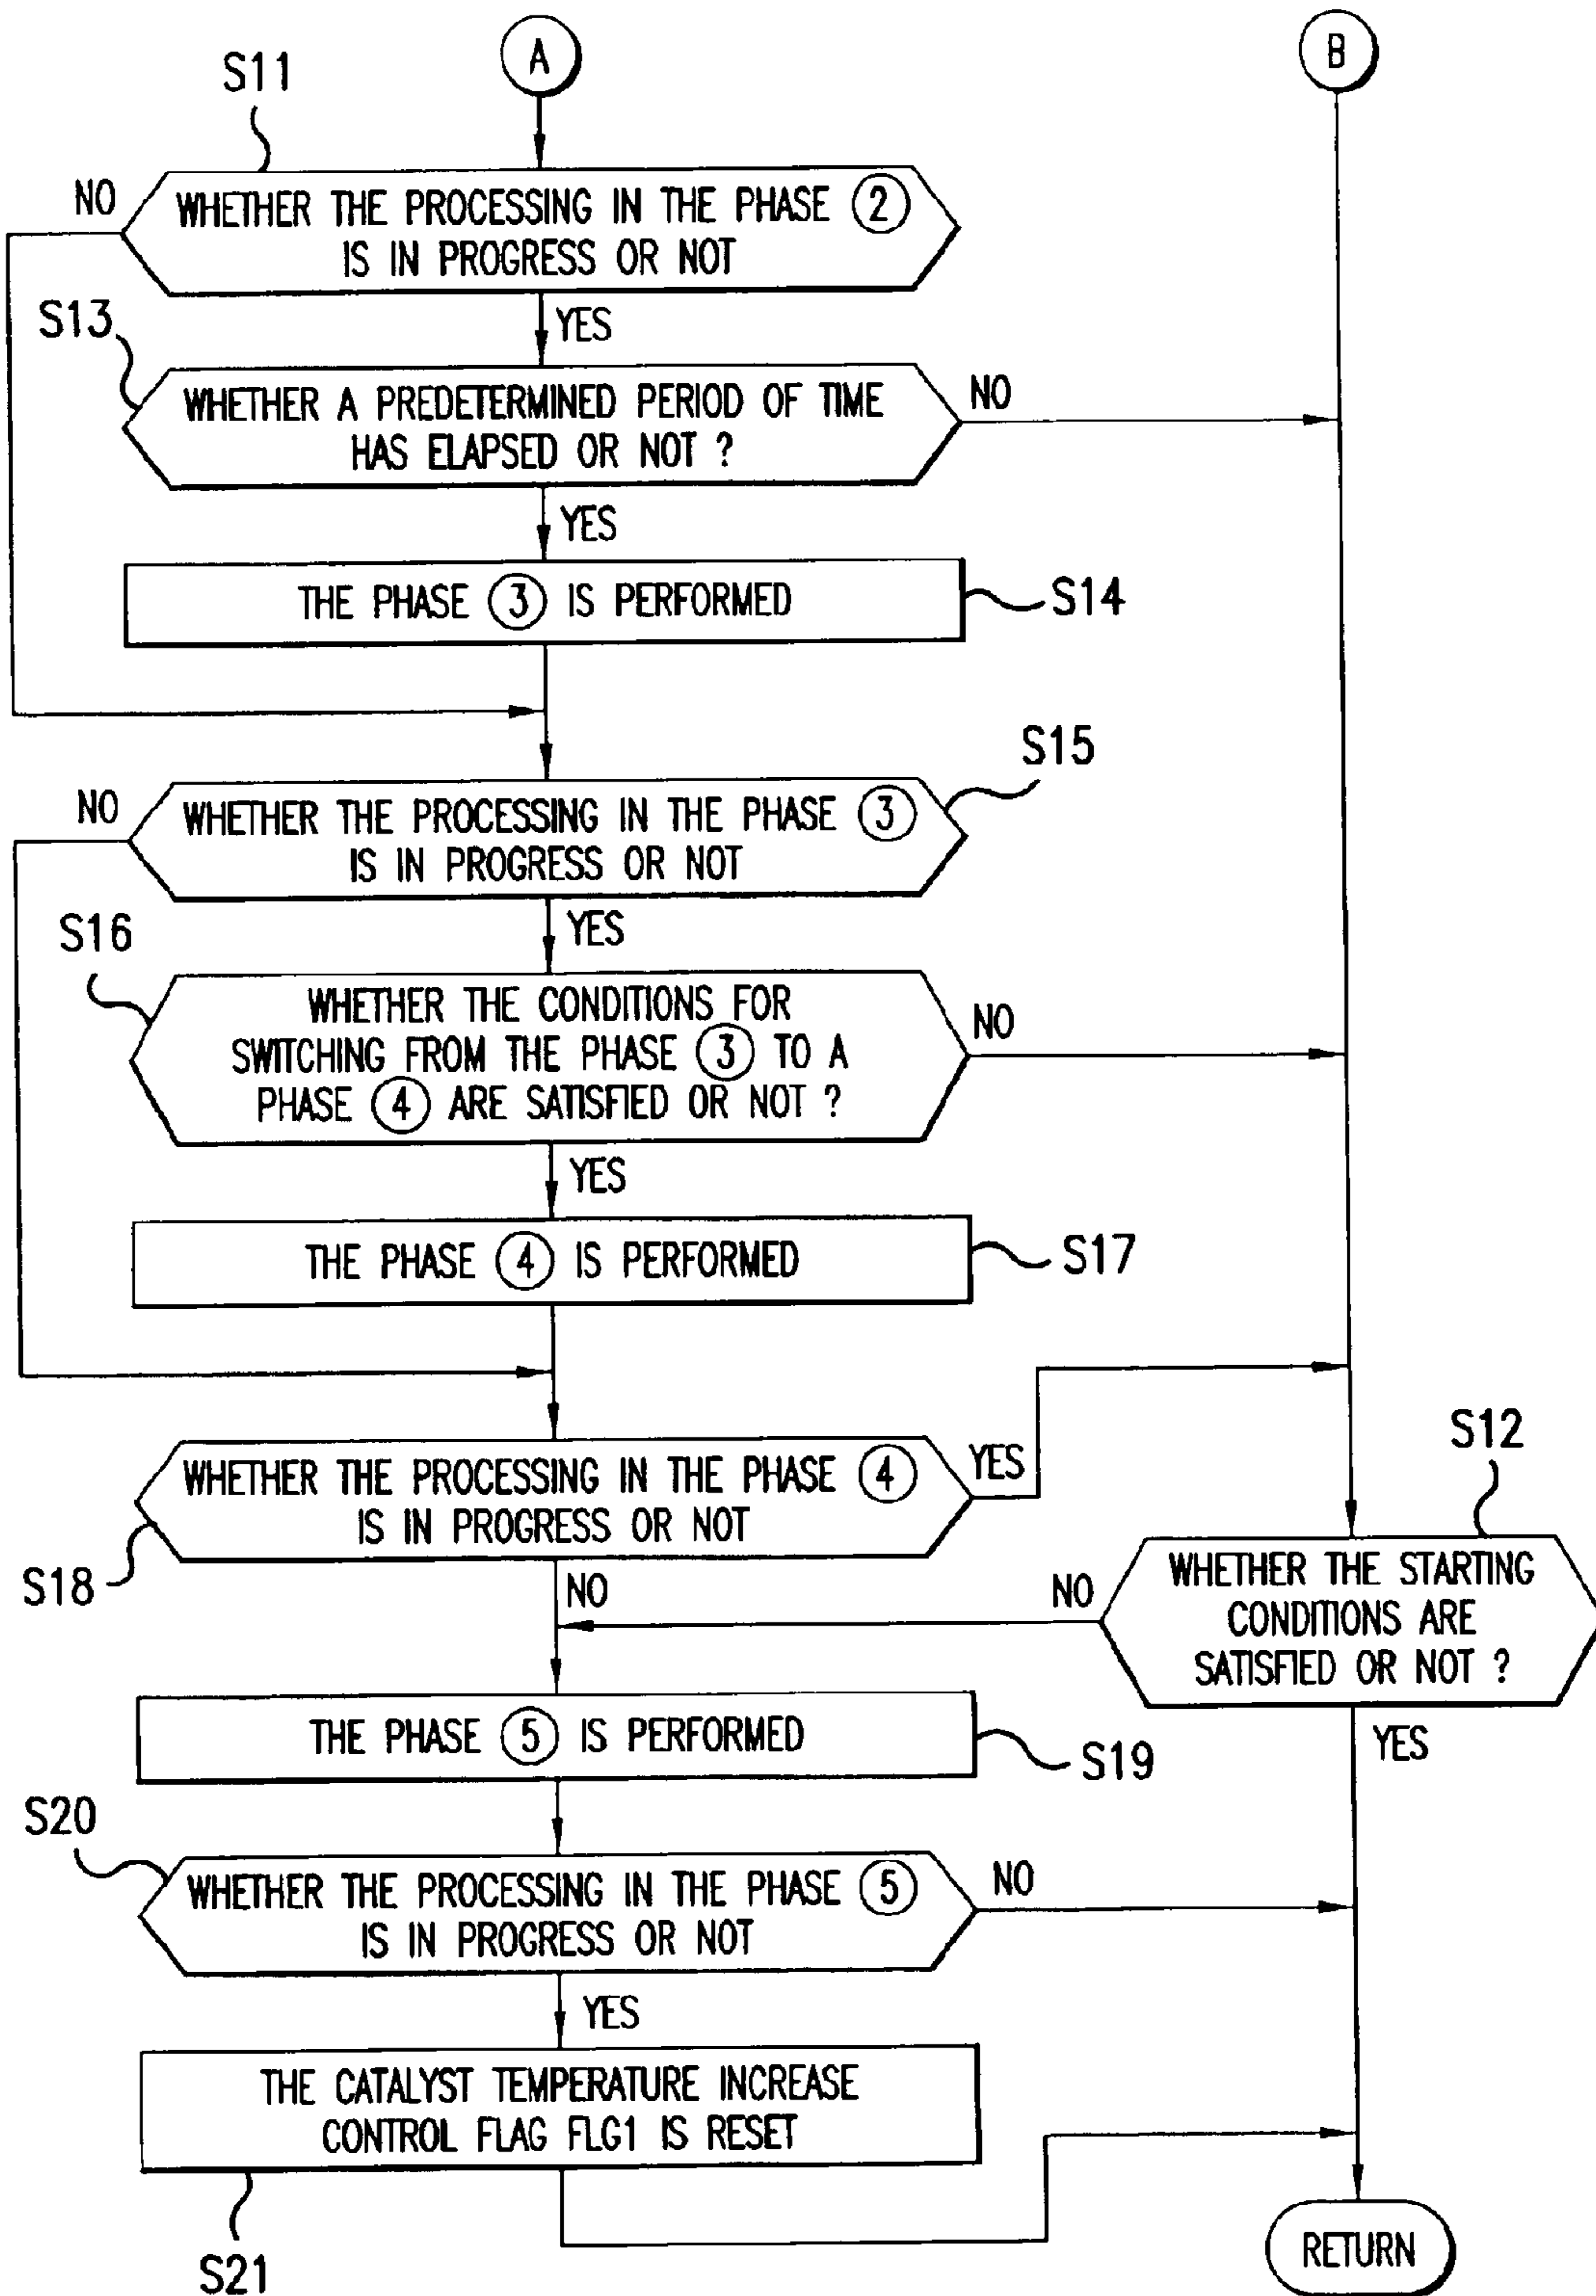 A
B
S11
NO
WHETHER THE PROCESSING IN THE PHASE ②
IS IN PROGRESS OR NOT
YES
S13
WHETHER A PREDETERMINED PERIOD OF TIME
HAS ELAPSED OR NOT ?
NO
YES
THE PHASE ③ IS PERFORMED
S14
S15
NO
WHETHER THE PROCESSING IN THE PHASE ③
IS IN PROGRESS OR NOT
YES
S16
WHETHER THE CONDITIONS FOR
SWITCHING FROM THE PHASE ③ TO A
PHASE ④ ARE SATISFIED OR NOT ?
NO
YES
THE PHASE ④ IS PERFORMED
S17
WHETHER THE PROCESSING IN THE PHASE ④
IS IN PROGRESS OR NOT
YES
S18
NO
S12
WHETHER THE STARTING
CONDITIONS ARE
SATISFIED OR NOT ?
NO
YES
THE PHASE ⑤ IS PERFORMED
S19
S20
WHETHER THE PROCESSING IN THE PHASE ⑤
IS IN PROGRESS OR NOT
NO
YES
THE CATALYST TEMPERATURE INCREASE
CONTROL FLAG FLG1 IS RESET
S21
RETURN